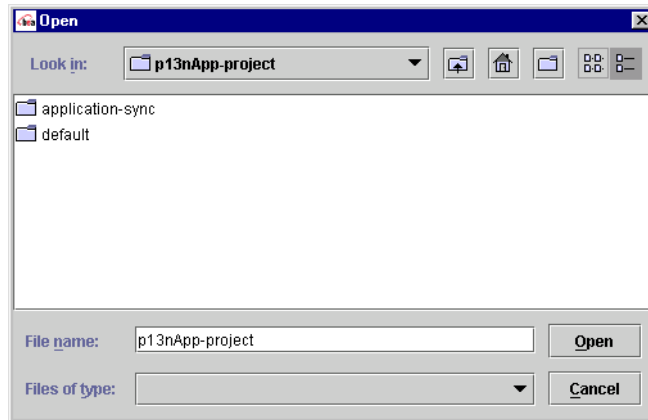 Open
Look in: p13nApp-project
application-sync
default
File name: p13nApp-project Open
Files of type: Cancel